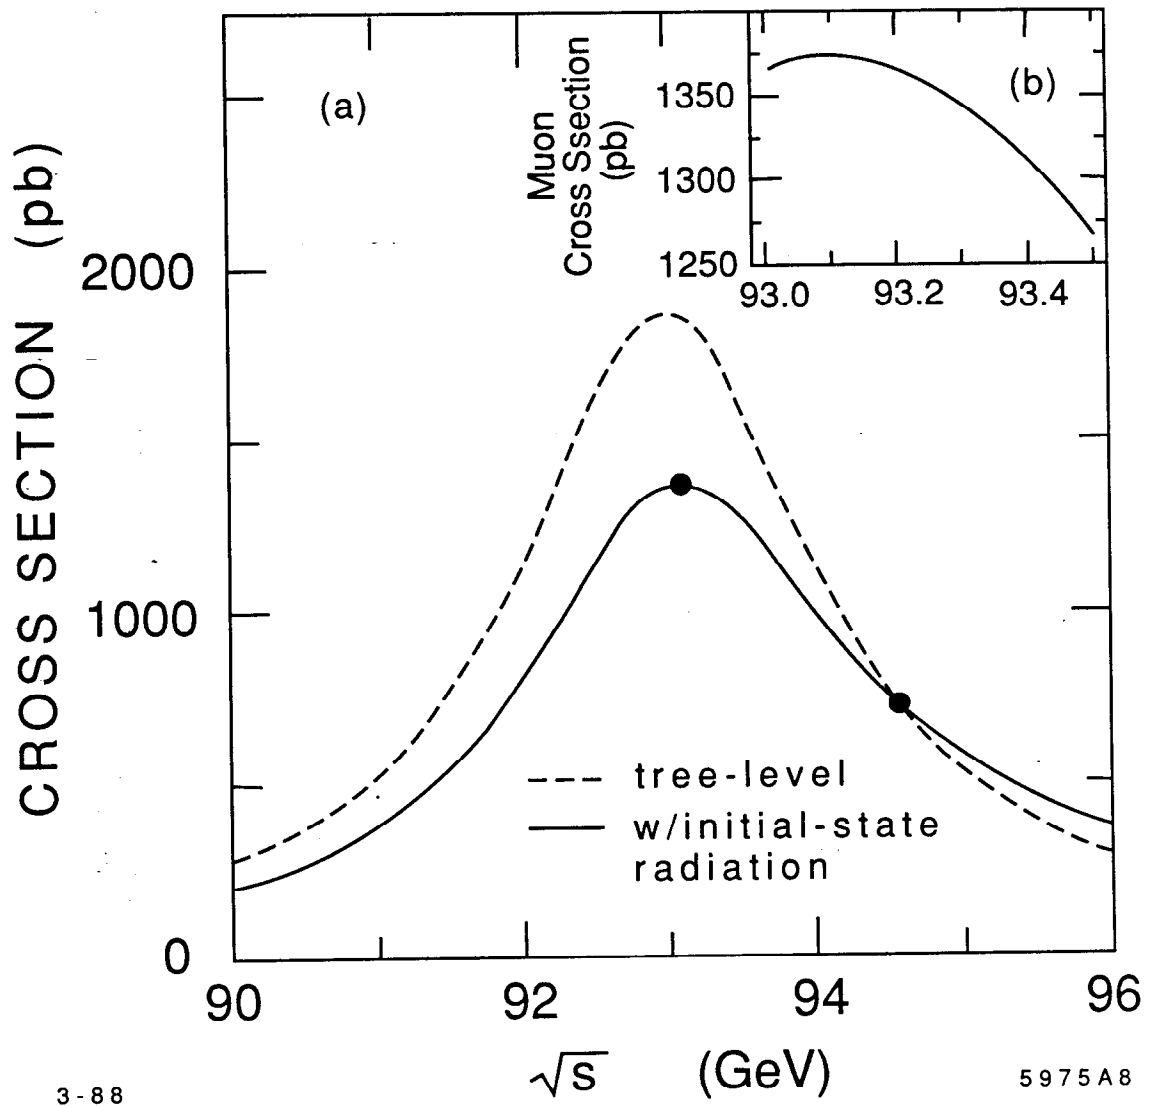 (a)
(b)
Muon
Cross Ssection
(pb)
1350
1300
1250
93.0 93.2 93.4
CROSS SECTION (pb)
2000
1000
0
tree-level
w/initial-state
radiation
90 92 94 96
√s (GeV)
3-88
5975A8